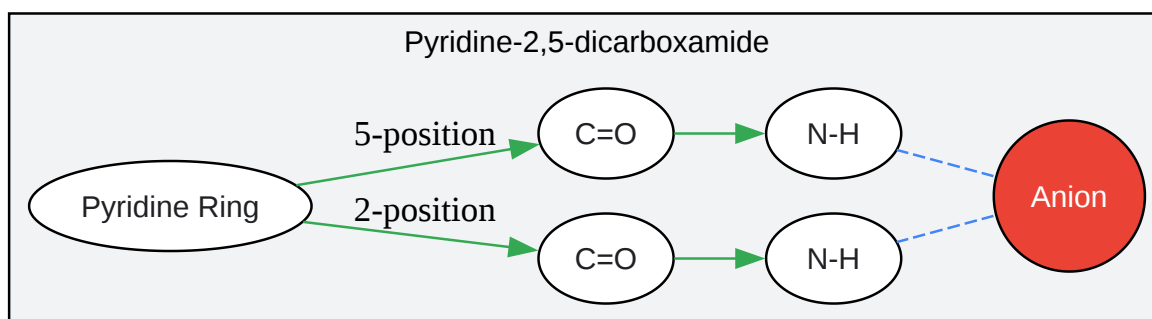 Pyridine-2,5-dicarboxamide
5-position
C=O
N-H
Pyridine Ring
Anion
2-position
C=O
N-H